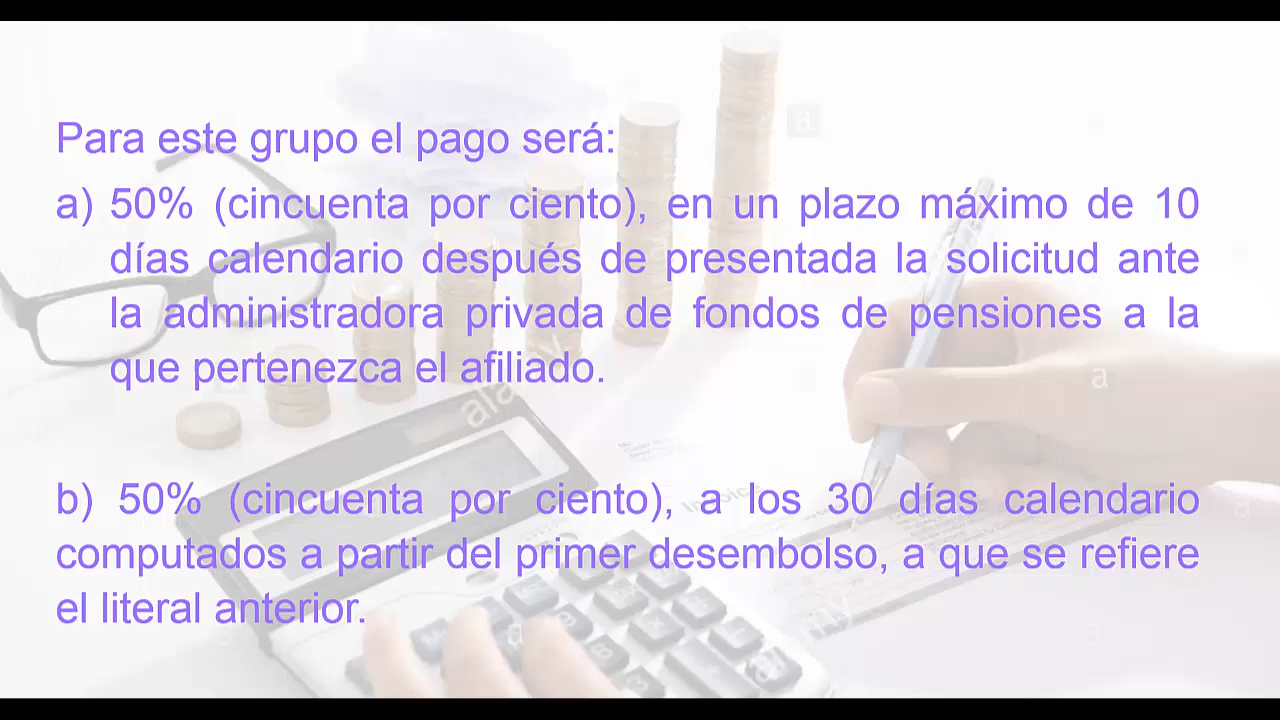 Para este grupo el pago será:
a) 50% (cincuenta por ciento), en un plazo máximo de 10
días calendario después de presentada la solicitud ante
la administradora privada de fondos de pensiones a la
que pertenezca el afiliado.
b) 50% (cincuenta por ciento), a los 30 días calendario
computados a partir del primer desembolso, a que se refiere
el literal anterior.